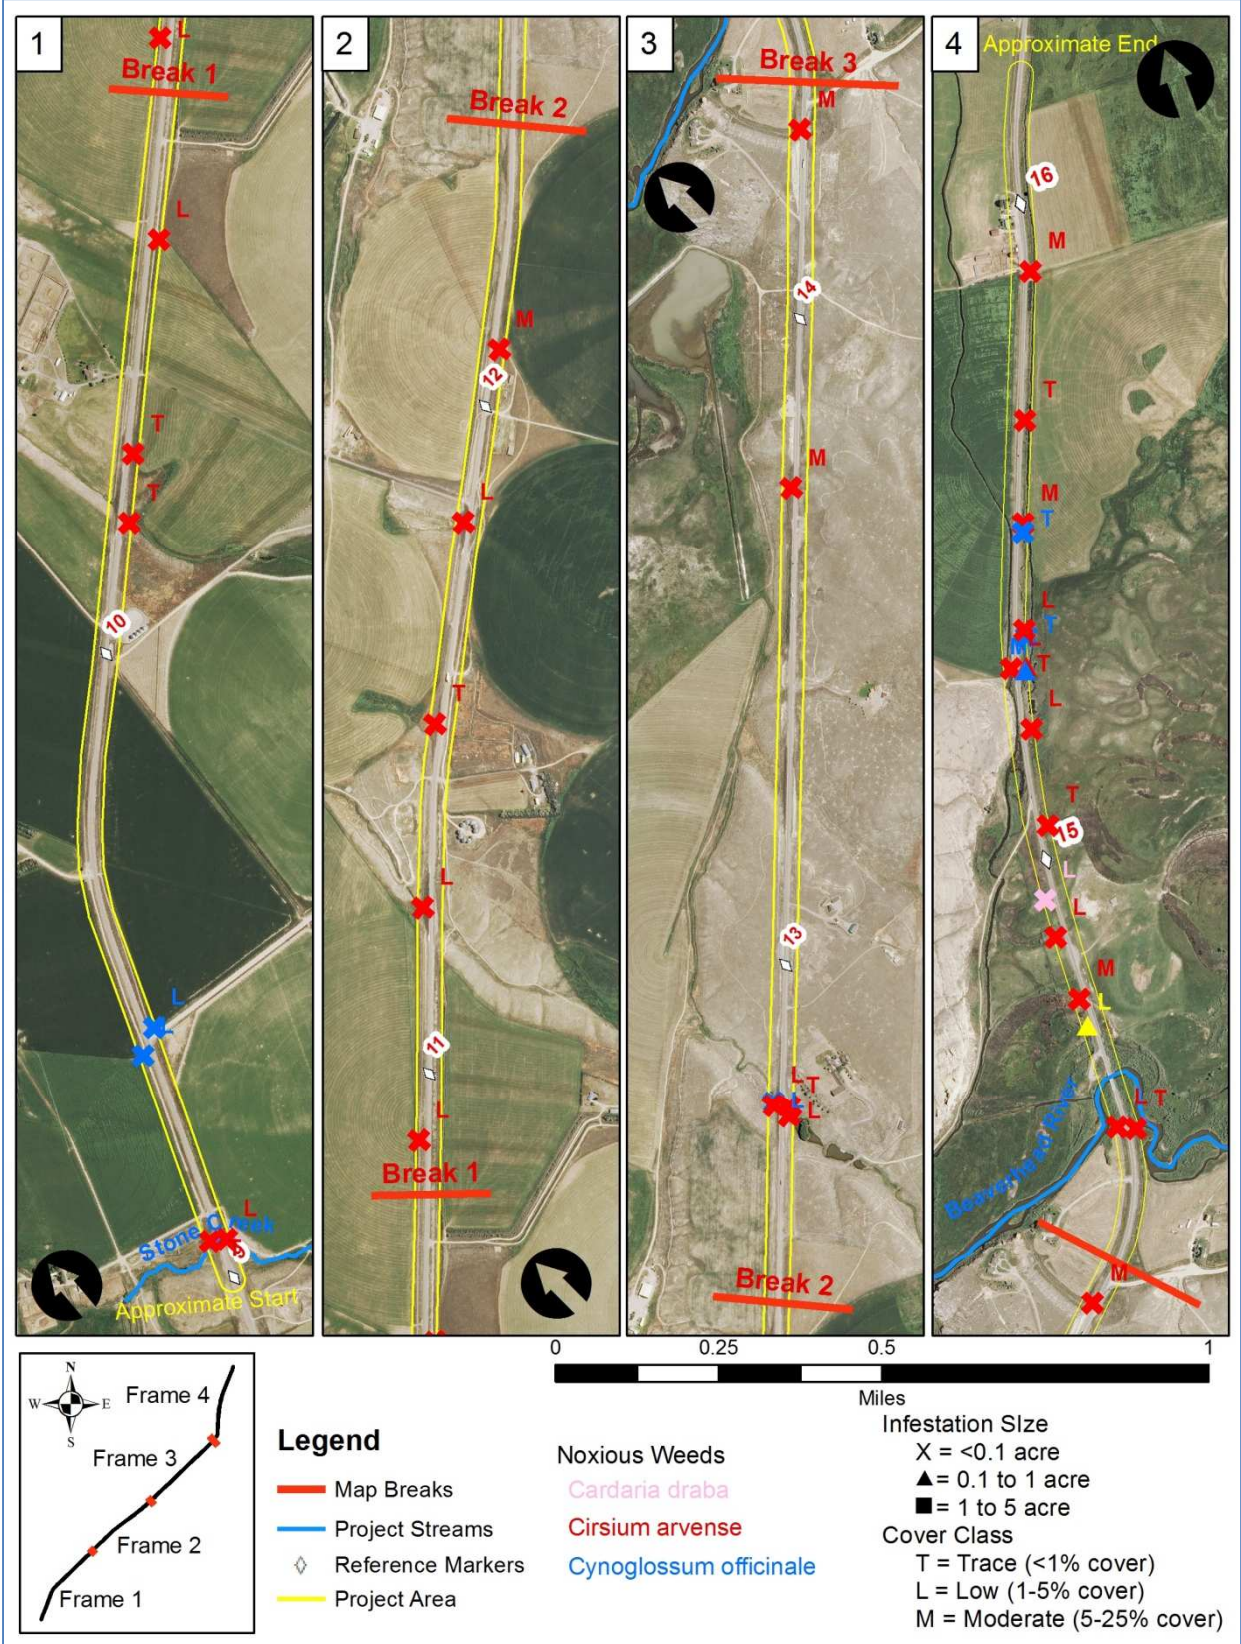 1
L
Break 1
L
T
T
10
L
L
L
Stone Creek
9
Approximate Start
2
Break 2
M
12
L
T
L
11
L
Break 1
3
Break 3
M
14
M
13
L
T
L
L
Break 2
4
Approximate End
16
M
T
M
T
L
T
L
M
T
L
T
15
L
L
M
L
Beaverhead River
L T
M
0 0.25 0.5 1
Miles
N
W E
S
Frame 4
Frame 3
Frame 2
Frame 1
Legend
Map Breaks
Project Streams
Reference Markers
Project Area
Noxious Weeds
Cardaria draba
Cirsium arvense
Cynoglossum officinale
Infestation SIze
X = <0.1 acre
▲= 0.1 to 1 acre
■= 1 to 5 acre
Cover Class
T = Trace (<1% cover)
L = Low (1-5% cover)
M = Moderate (5-25% cover)